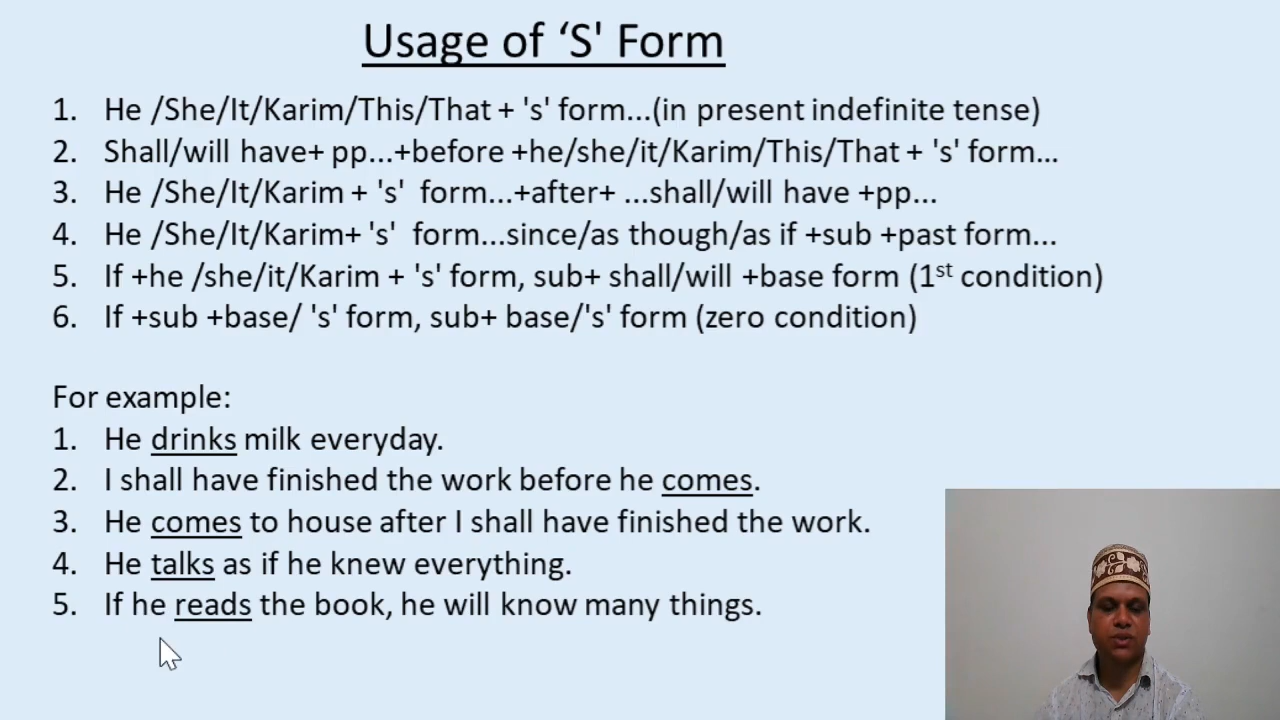 Usage of ‘S' Form
1. He /She/It/Karim/This/That + 's' form...(in present indefinite tense)
2. Shall/will have+ pp...+before +he/she/it/Karim/This/That + 's' form...
3. He /She/It/Karim + 's' form...+after+ ...shall/will have +pp...
4. He /She/It/Karim+ 's' form...since/as though/as if +sub +past form...
5. If +he /she/it/Karim + 's' form, sub+ shall/will +base form (1st condition)
6. If +sub +base/ 's' form, sub+ base/'s' form (zero condition)
For example:
1. He drinks milk everyday.
2. I shall have finished the work before he comes.
3. He comes to house after I shall have finished the work.
4. He talks as if he knew everything.
5. If he reads the book, he will know many things.